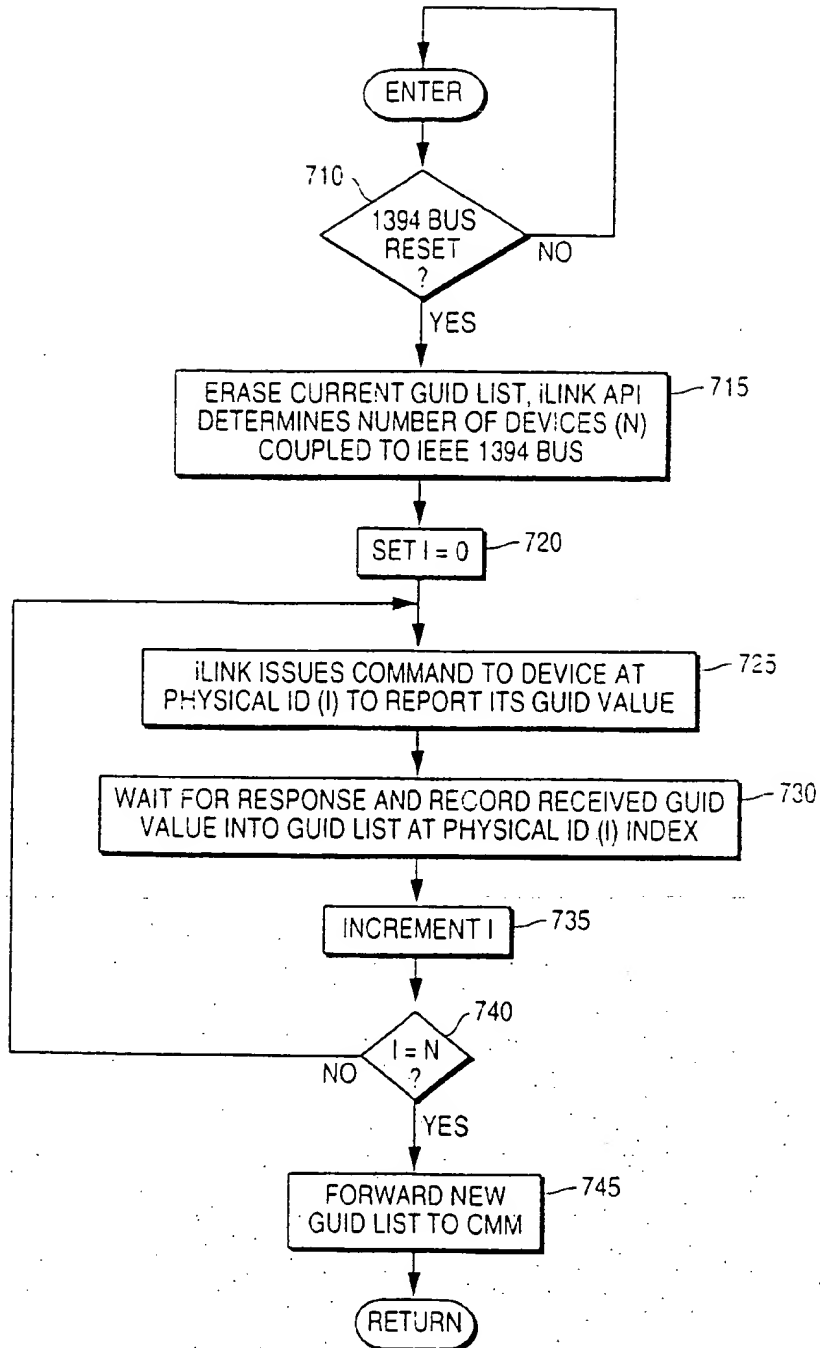 ENTER
710
1394 BUS
RESET
?
NO
YES
ERASE CURRENT GUID LIST, iLINK API
DETERMINES NUMBER OF DEVICES (N)
COUPLED TO IEEE 1394 BUS
715
SET I = 0
720
iLINK ISSUES COMMAND TO DEVICE AT
PHYSICAL ID (I) TO REPORT ITS GUID VALUE
725
WAIT FOR RESPONSE AND RECORD RECEIVED GUID
VALUE INTO GUID LIST AT PHYSICAL ID (I) INDEX
730
INCREMENT I
735
740
I = N
?
NO
YES
FORWARD NEW
GUID LIST TO CMM
745
RETURN